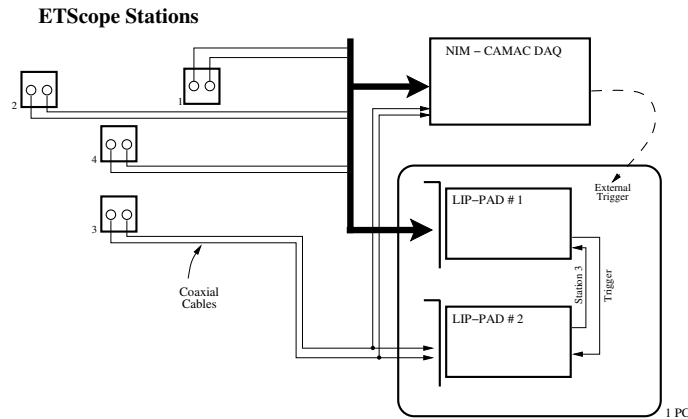 ETScope Stations
NIM – CAMAC DAQ
1
2
4
3
External
Trigger
LIP–PAD # 1
Coaxial
Cables
Station 3
Trigger
LIP–PAD # 2
1 PC